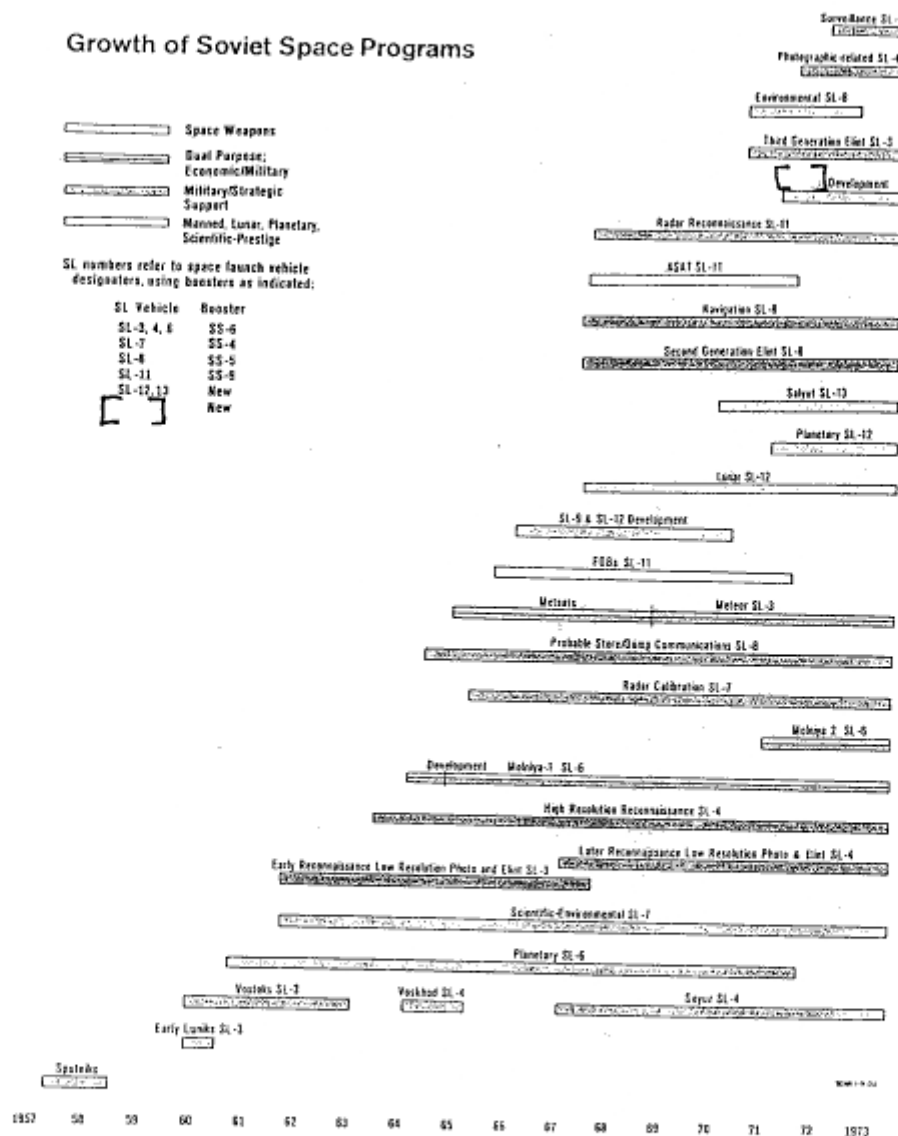 Growth of Soviet Space Programs
Space Weapons
Dual Purpose;
Economic/Military
Military/Strategic
Support
Manned, Lunar, Planetary,
Scientific-Prestige
SL numbers refer to space launch vehicle
designators, using boosters as indicated:
SL Vehicle Booster
SL-3, 4, 6 SS-6
SL-7 SS-4
SL-8 SS-5
SL-11 SS-9
SL-12, 13 New
New
Surveillance SL-
Photographic-related SL-4
Environmental SL-8
Third Generation Elint SL-3
Development
Radar Reconnaissance SL-11
ASAT SL-11
Navigation SL-8
Second Generation Elint SL-8
Salyut SL-13
Planetary SL-12
Lunar SL-12
SL-9 & SL-12 Development
FOBs SL-11
Metsats Meteor SL-3
Probable Store/Dump Communications SL-8
Radar Calibration SL-7
Molniya 2 SL-6
Development Molniya-1 SL-6
High Resolution Reconnaissance SL-4
Later Reconnaissance Low Resolution Photo & Elint SL-4
Early Reconnaissance Low Resolution Photo and Elint SL-3
Scientific-Environmental SL-7
Planetary SL-6
Vostoks SL-3 Voskhod SL-4 Soyuz SL-4
Early Luniks SL-3
Sputniks
1957 58 59 60 61 62 63 64 65 66 67 68 69 70 71 72 1973